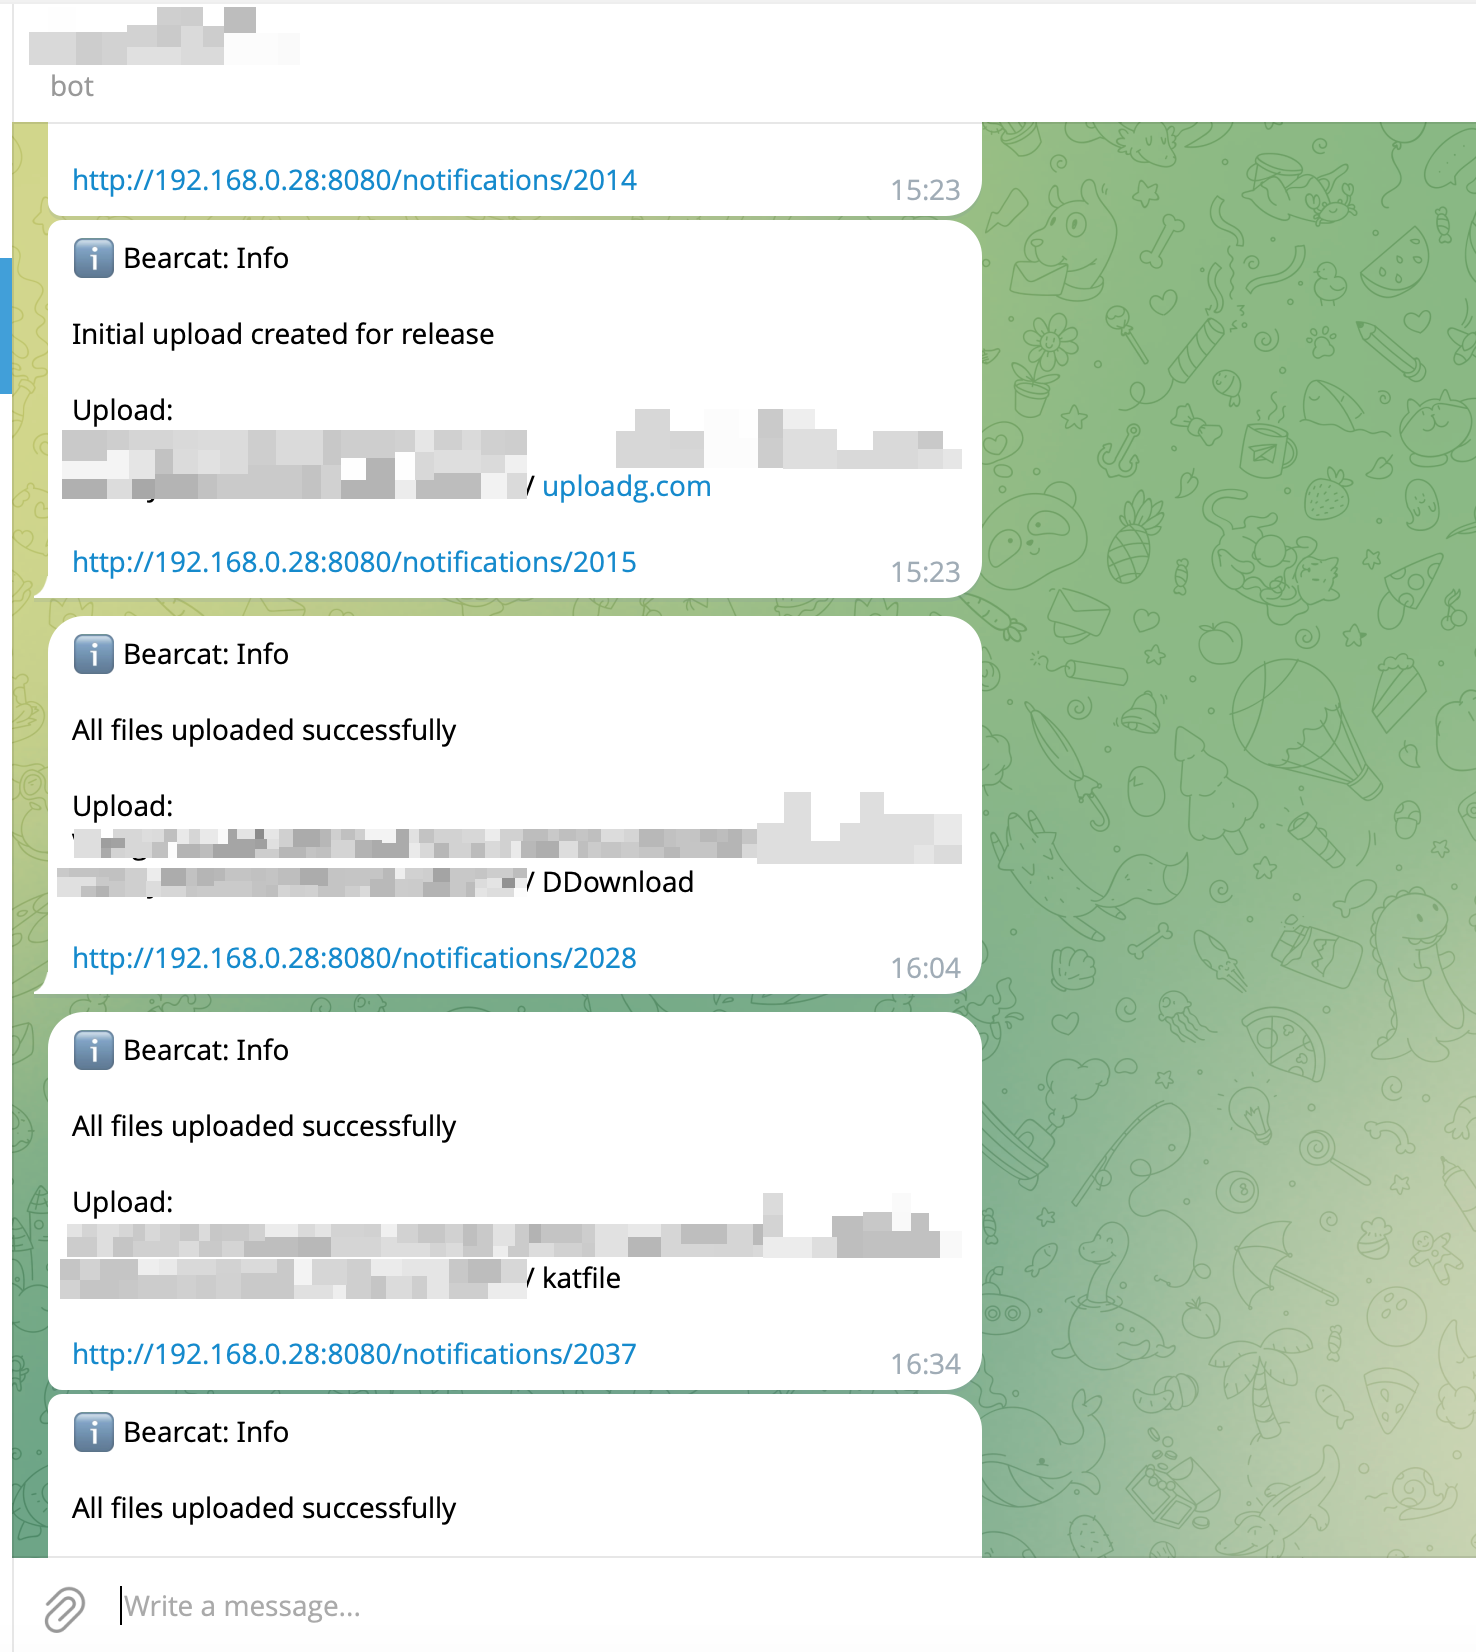 bot
http://192.168.0.28:8080/notifications/2014
15:23
Bearcat: Info
Initial upload created for release
Upload:
/ uploadg.com
http://192.168.0.28:8080/notifications/2015
15:23
Bearcat: Info
All files uploaded successfully
Upload:
/ DDownload
http://192.168.0.28:8080/notifications/2028
16:04
Bearcat: Info
All files uploaded successfully
Upload:
/ katfile
http://192.168.0.28:8080/notifications/2037
16:34
Bearcat: Info
All files uploaded successfully
Write a message...